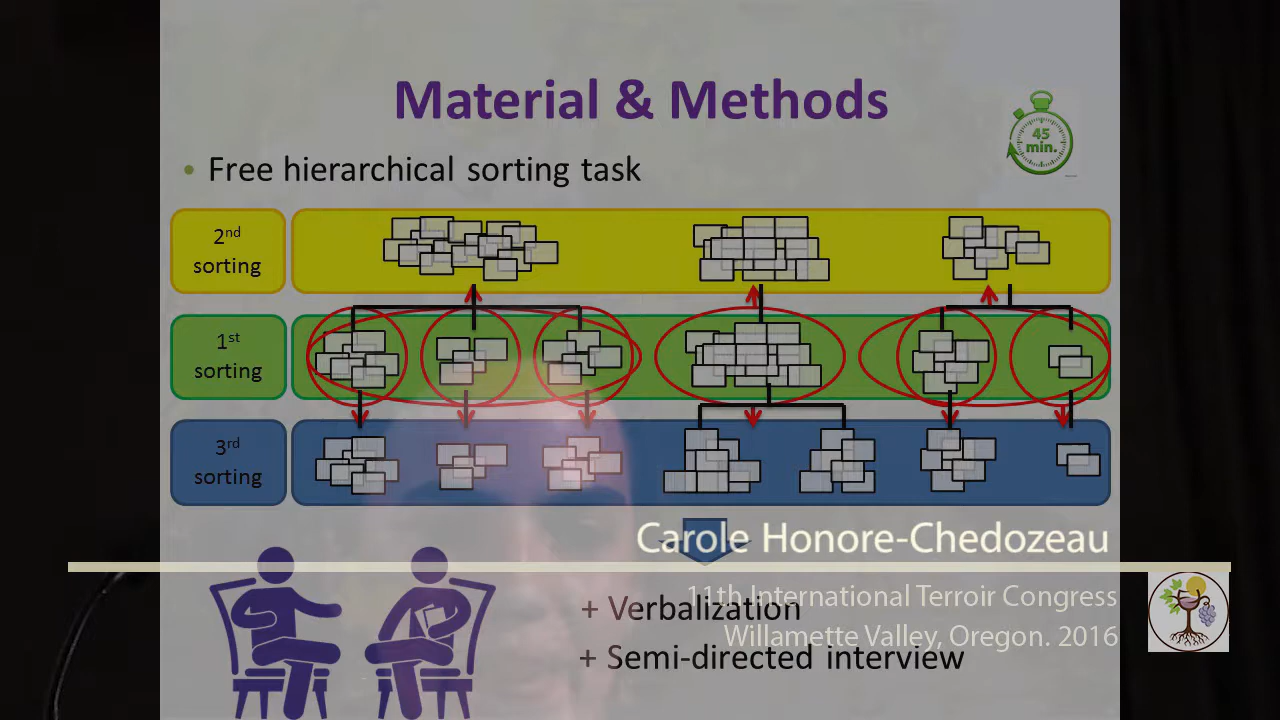 Material & Methods
45
min.
• Free hierarchical sorting task
2nd
sorting
1st
sorting
3rd
sorting
Carole Honore-Chedozeau
11th International Terroir Congress
+ Verbalization
Willamette Valley, Oregon. 2016
+ Semi-directed interview